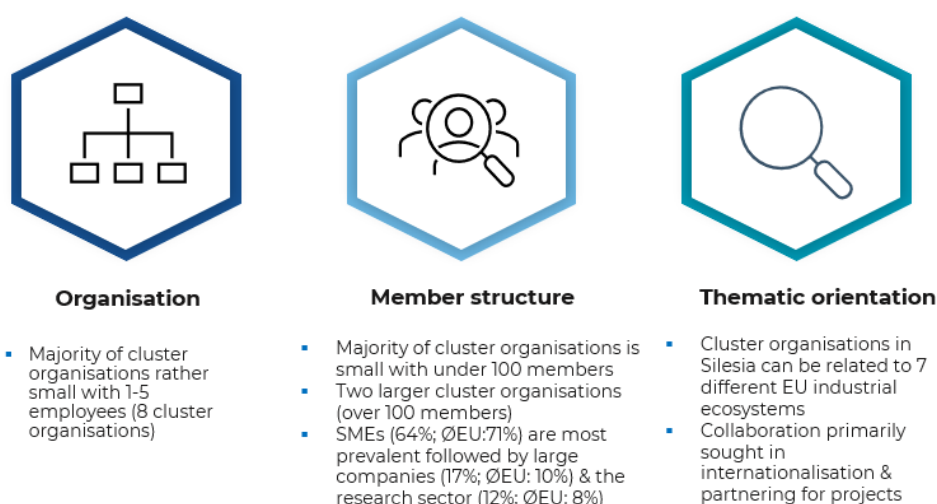 Organisation
Majority of cluster
organisations rather
small with 1-5
employees (8 cluster
organisations)
Member structure
Majority of cluster organisations is
small with under 100 members
Two larger cluster organisations
(over 100 members)
SMEs (64%; ØEU:71%) are most
prevalent followed by large
companies (17%; ØEU: 10%) & the
research sector (12%; ØEU: 8%)
Thematic orientation
Cluster organisations in
Silesia can be related to 7
different EU industrial
ecosystems
Collaboration primarily
sought in
internationalisation &
partnering for projects